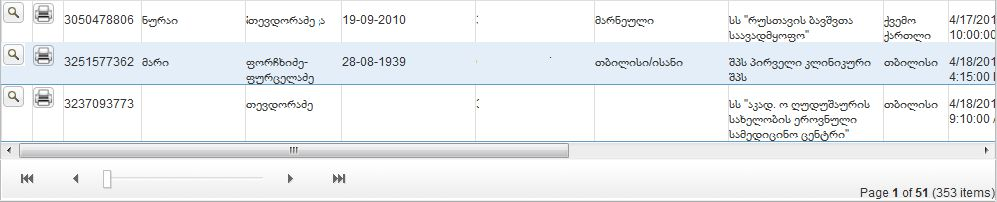 3050478806 ნურაი თევდორაძე 19-09-2010 მარნეული სს "რუსთავის ბავშვთა ქვემო 4/17/201
საავადმყოფო" ქართლი 10:00:00
3251577362 მარი ფორჩხიძე- 28-08-1939 თბილისი/ისანი შპს პირველი კლინიკური თბილისი 4/18/201
ფურცელაძე შპს 4:15:00
3237093773 თევდორაძე სს "აკად. ო ღუდუშაურის თბილისი 4/18/201
სახელობის ეროვნული 9:10:00
სამედიცინო ცენტრი"
Page 1 of 51 (353 items)